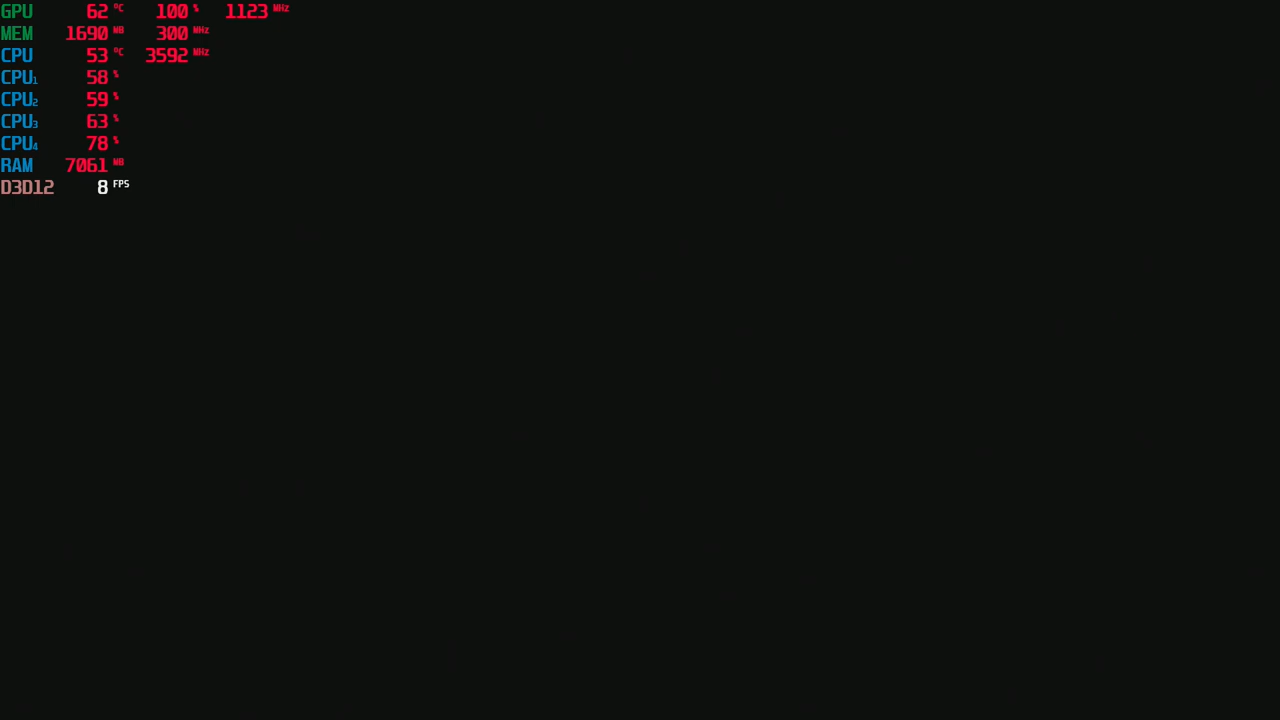 GPU 62 °C 100 % 1123 MHz
MEM 1690 MB 300 MHz
CPU 53 °C 3592 MHz
CPU1 58 %
CPU2 59 %
CPU3 63 %
CPU4 78 %
RAM 7061 MB
D3D12 8 FPS